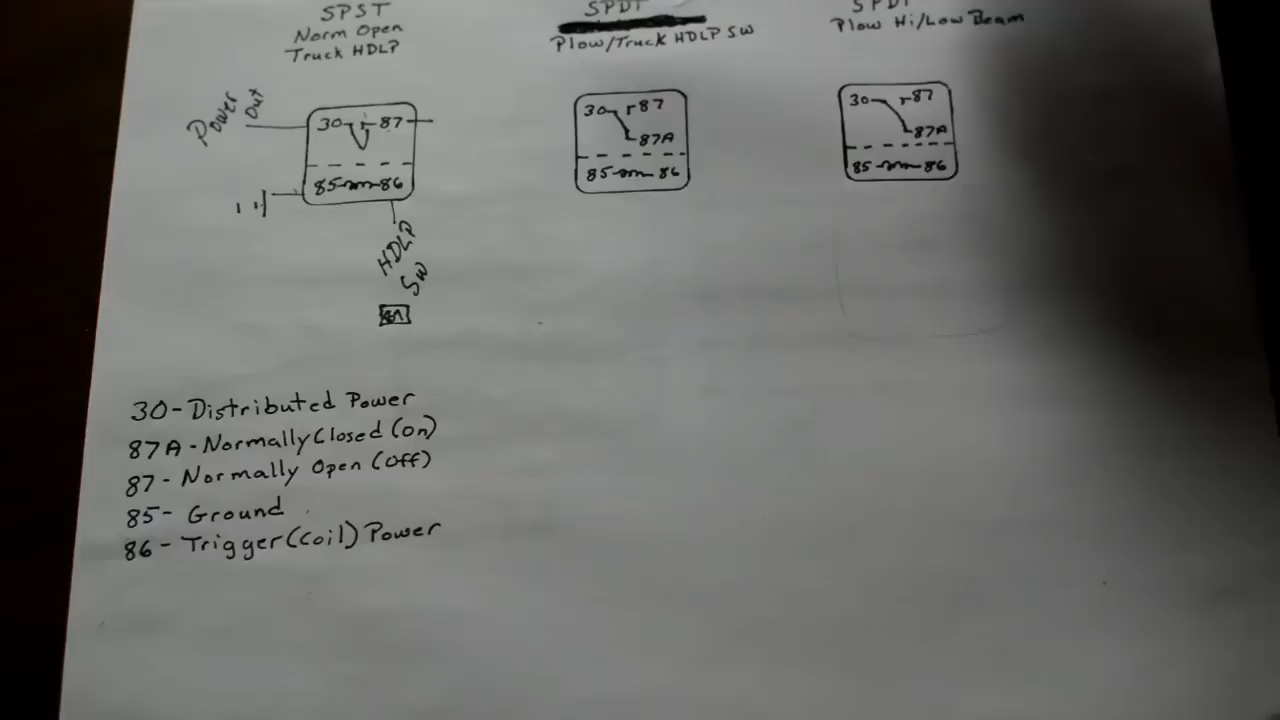 SPST
Norm Open
Truck HDLP
SPDT
Plow/Truck HDLP SW
SPDT
Plow Hi/Low Beam
Power
Out
30 87
85 86
HDLP
SW
30 87
87A
85 86
30 87
87A
85 86
30-Distributed Power
87A-Normally Closed (on)
87-Normally Open (off)
85-Ground
86-Trigger (coil) Power